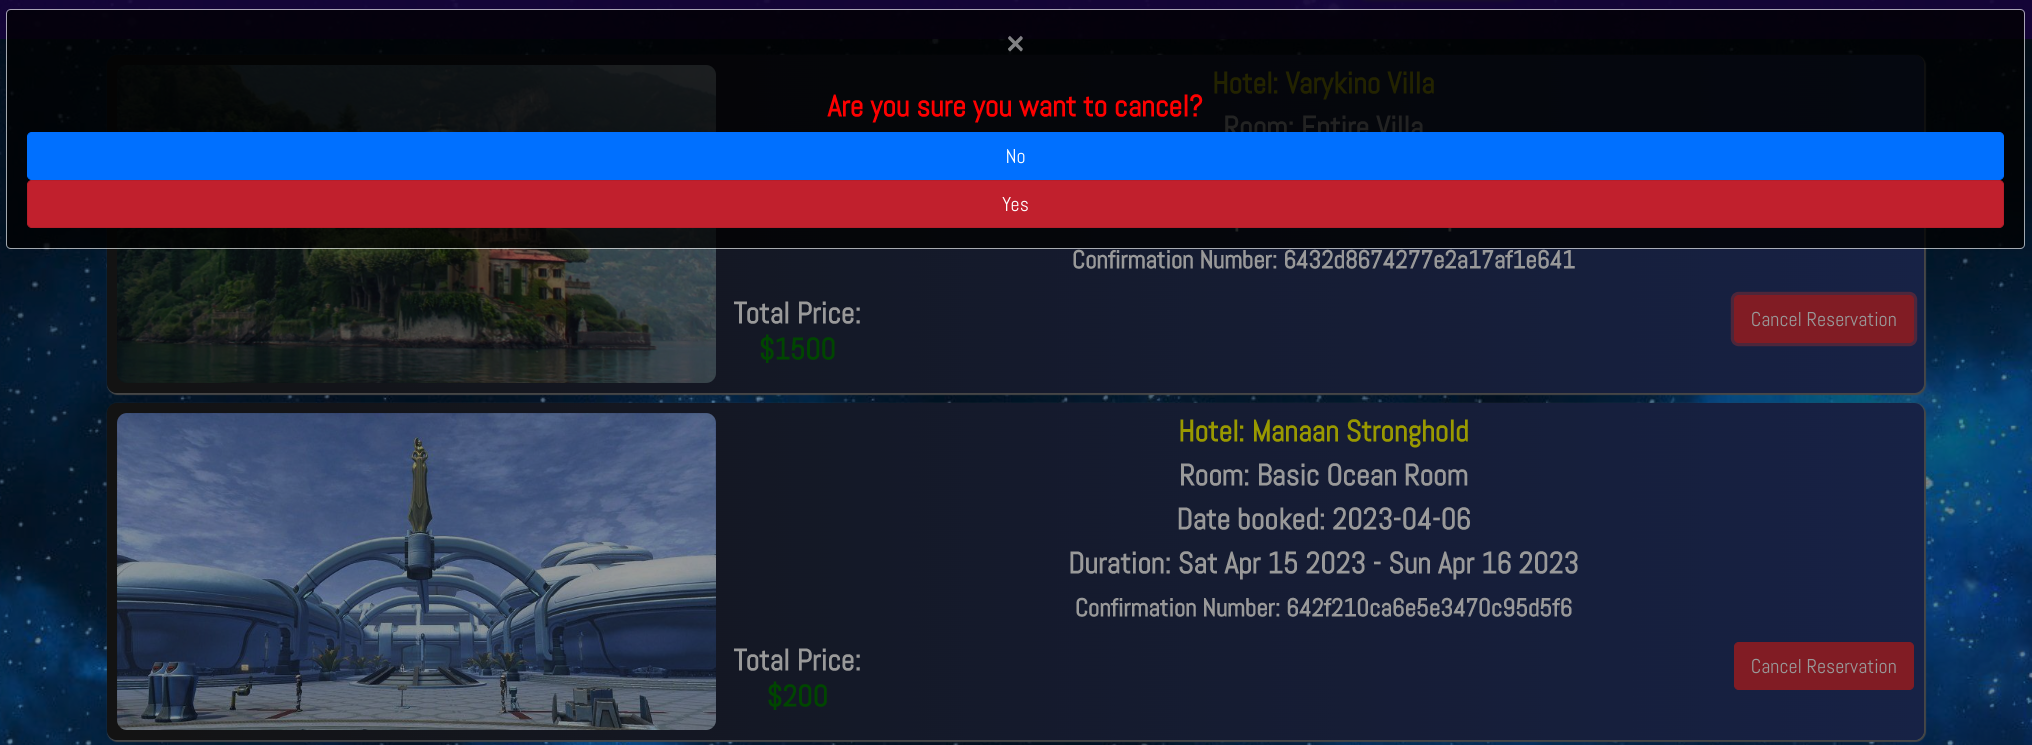 ×
Are you sure you want to cancel?
No
Yes
Hotel: Varykino Villa
Room: Entire Villa
Confirmation Number: 6432d8674277e2a17af1e641
Total Price:
$1500
Cancel Reservation
Hotel: Manaan Stronghold
Room: Basic Ocean Room
Date booked: 2023-04-06
Duration: Sat Apr 15 2023 - Sun Apr 16 2023
Confirmation Number: 642f210ca6e5e3470c95d5f6
Total Price:
$200
Cancel Reservation